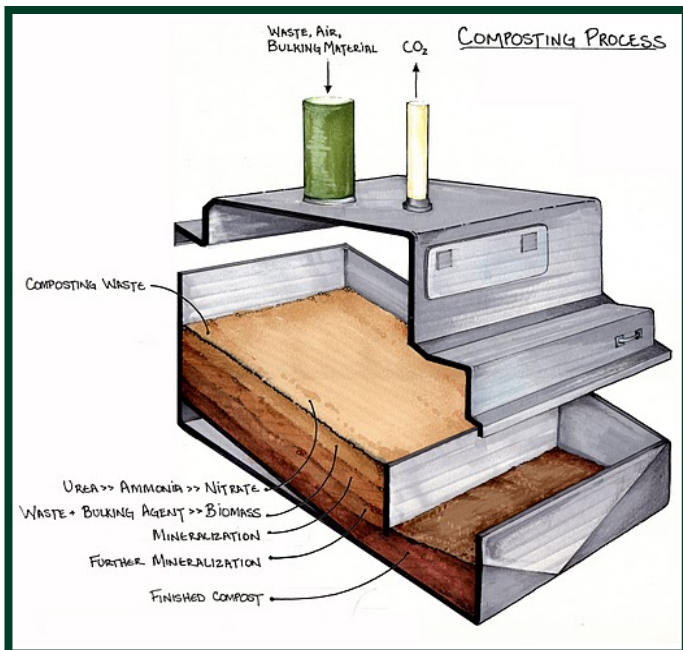 WASTE, AIR,
BULKING MATERIAL
CO₂
COMPOSTING PROCESS
COMPOSTING WASTE
UREA >> AMMONIA >> NITRATE
WASTE + BULKING AGENT >> BIOMASS
MINERALIZATION
FURTHER MINERALIZATION
FINISHED COMPOST